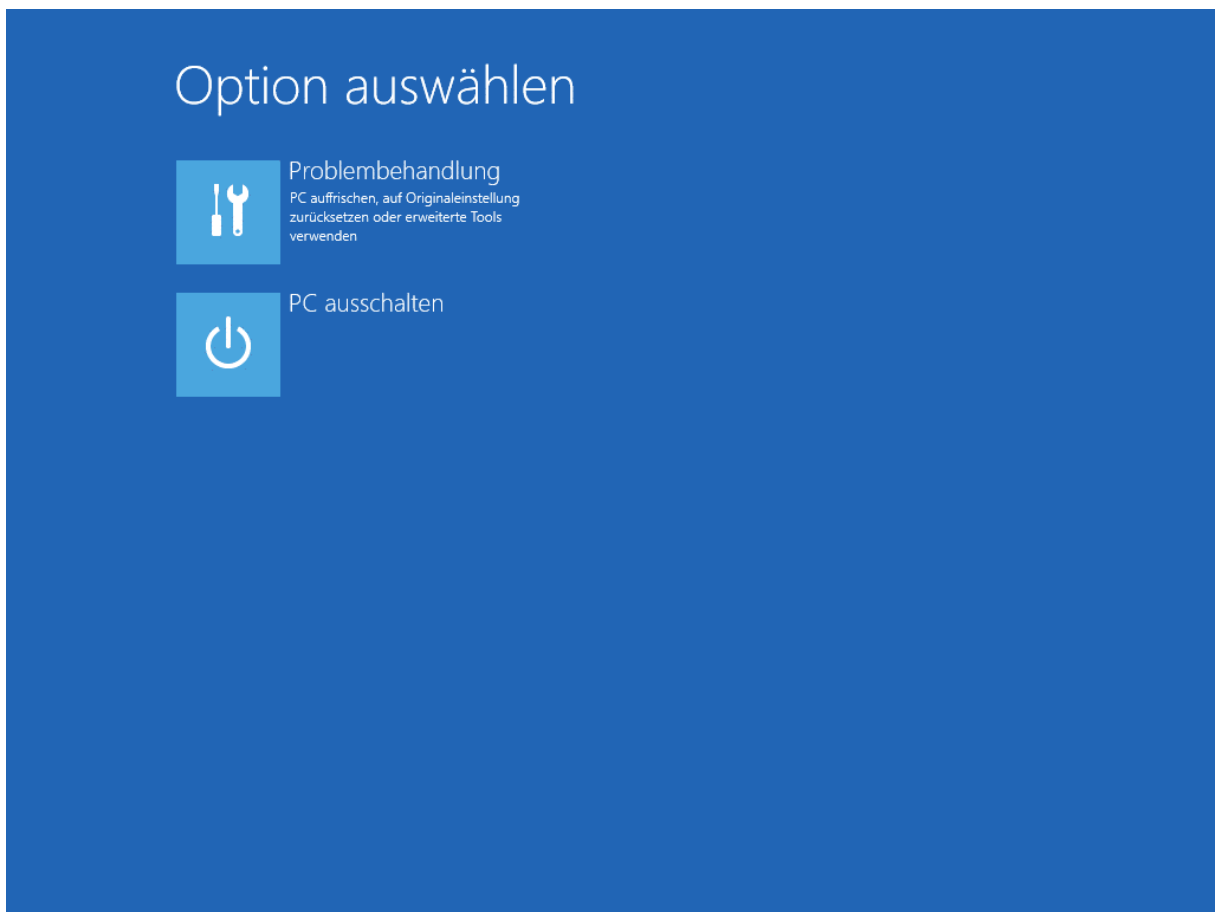 Option auswählen
Problembehandlung
PC auffrischen, auf Originaleinstellung
zurücksetzen oder erweiterte Tools
verwenden
PC ausschalten